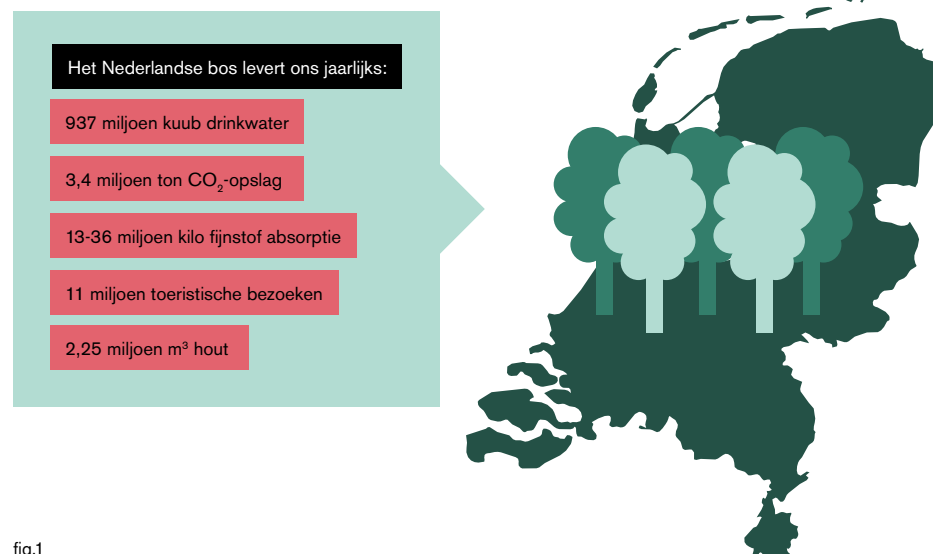 Het Nederlandse bos levert ons jaarlijks:
937 miljoen kuub drinkwater
3,4 miljoen ton CO₂-opslag
13-36 miljoen kilo fijnstof absorptie
11 miljoen toeristische bezoeken
2,25 miljoen m³ hout
fig.1